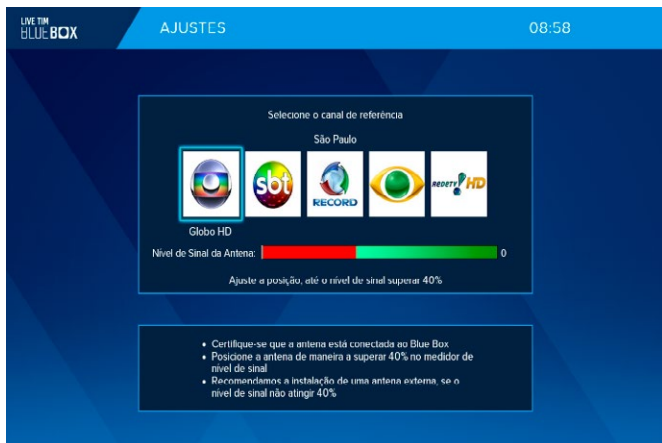 LIVE TIM
BLUEBOX
AJUSTES
08:58
Selecione o canal de referência
São Paulo
sbt
RECORD
REDETV! HD
Globo HD
Nível de Sinal da Antena:
0
Ajuste a posição, até o nível de sinal superar 40%
• Certifique-se que a antena está conectada ao Blue Box
• Posicione a antena de maneira a superar 40% no medidor de
nível de sinal
• Recomendamos a instalação de uma antena externa, se o
nível de sinal não atingir 40%